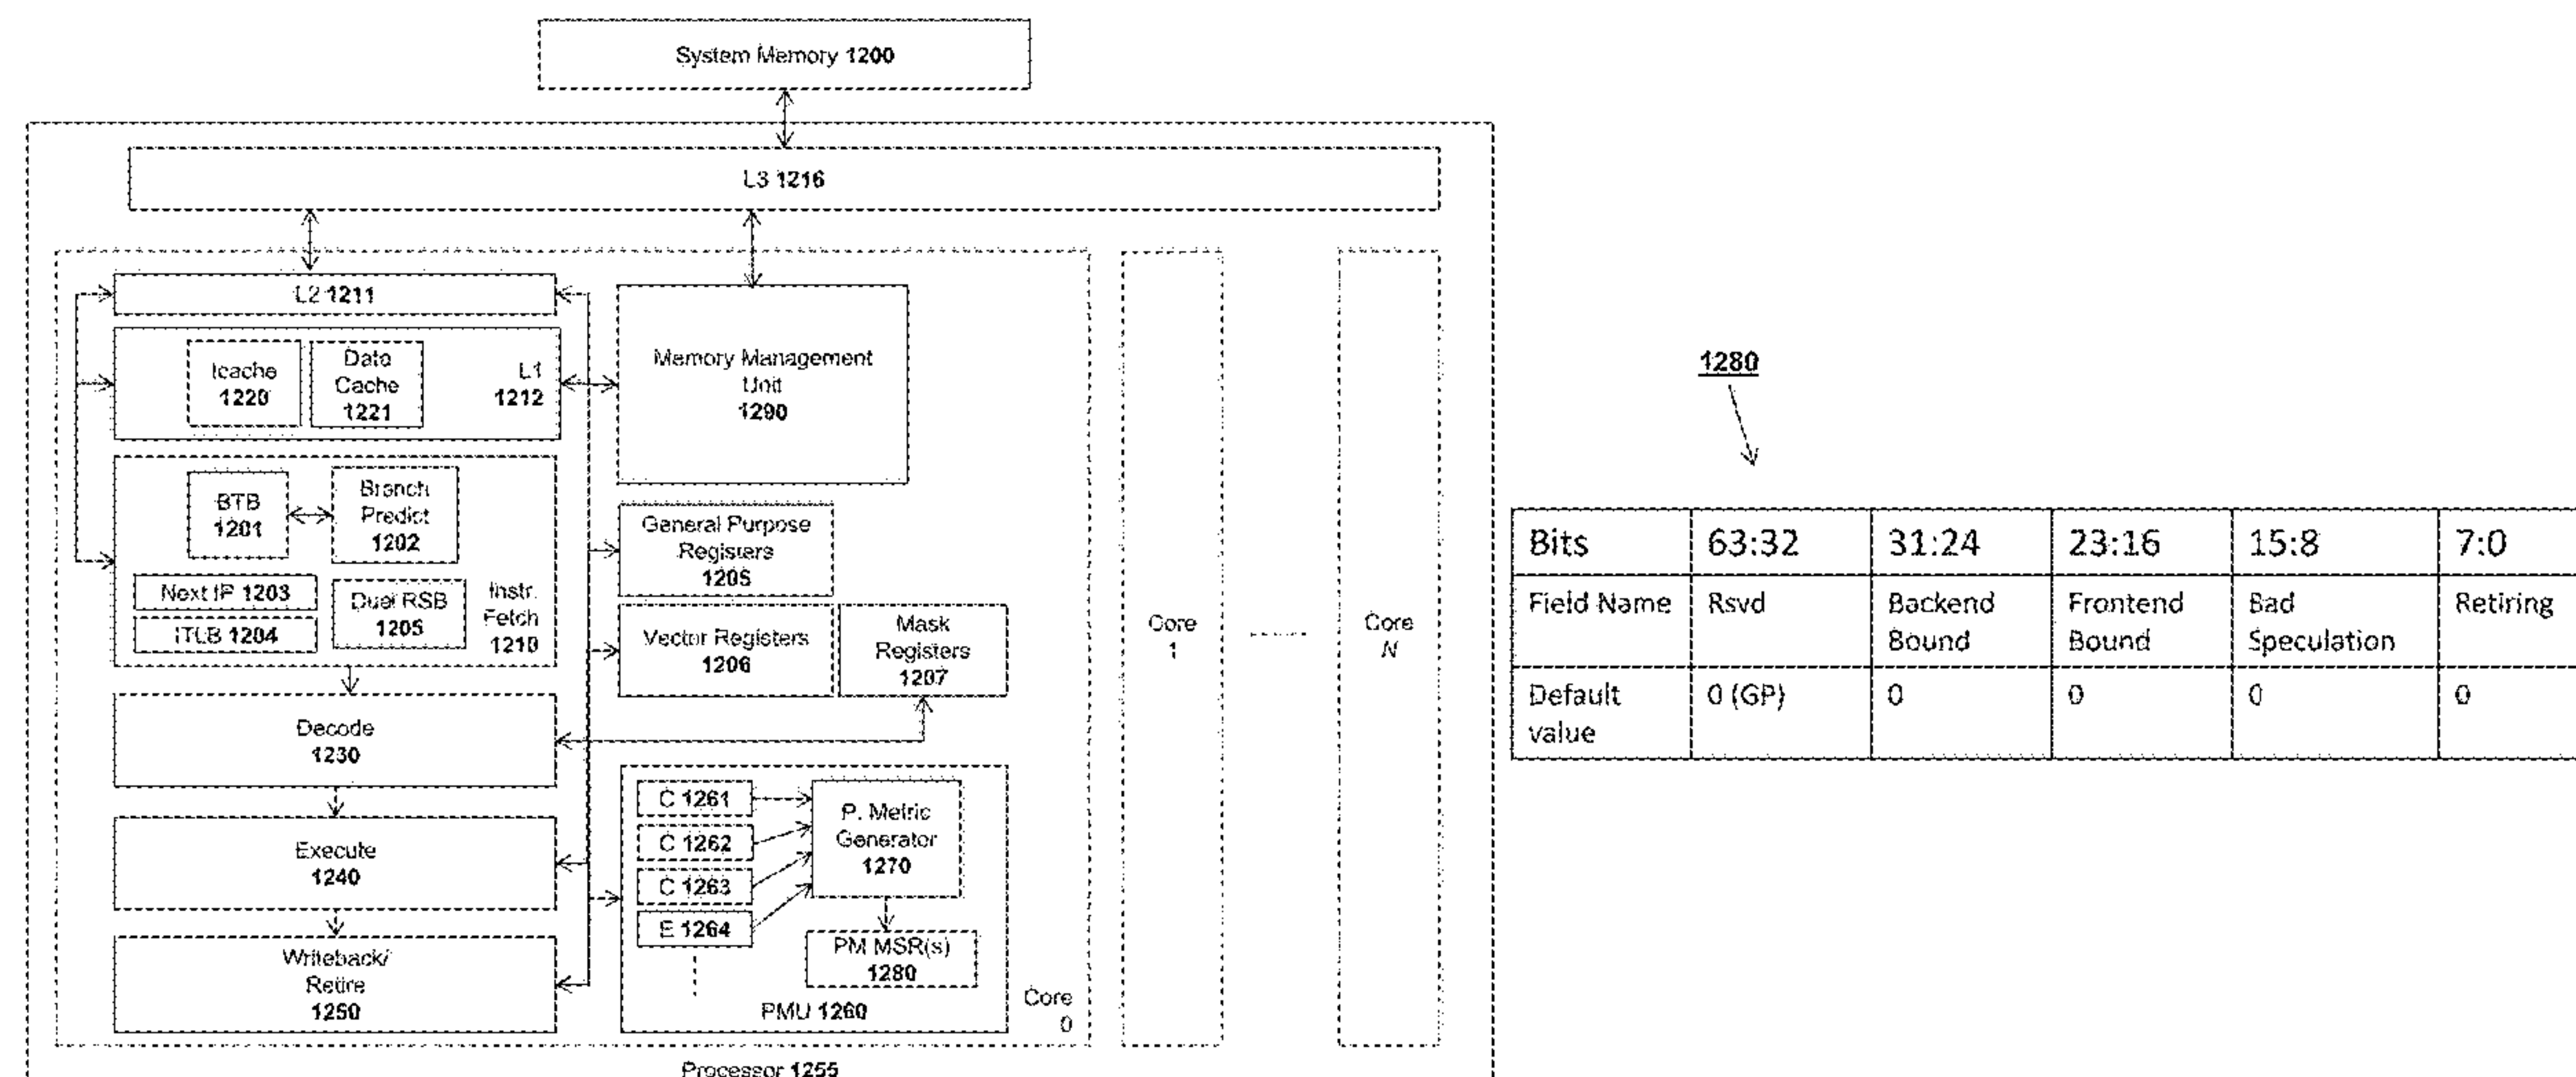 System Memory 1200
L3 1216
L2 1211
Icache
1220
Data
Cache
1221
L1
1212
Memory Management
Unit
1290
BTB
1201
Branch
Predict
1202
Next IP 1203
ITLB 1204
Dual RSB
1205
Instr.
Fetch
1210
General Purpose
Registers
1205
Vector Registers
1206
Mask
Registers
1207
Decode
1230
Execute
1240
Writeback/
Retire
1250
C 1261
C 1262
C 1263
E 1264
P. Metric
Generator
1270
PM MSR(s)
1280
PMU 1260
Core
0
Core
1
Core
N
Processor 1255
1280
Bits 63:32 31:24 23:16 15:8 7:0
Field Name Rsvd Backend Frontend Bad Retiring
Bound Bound Speculation
Default 0 (GP) 0 0 0 0
value